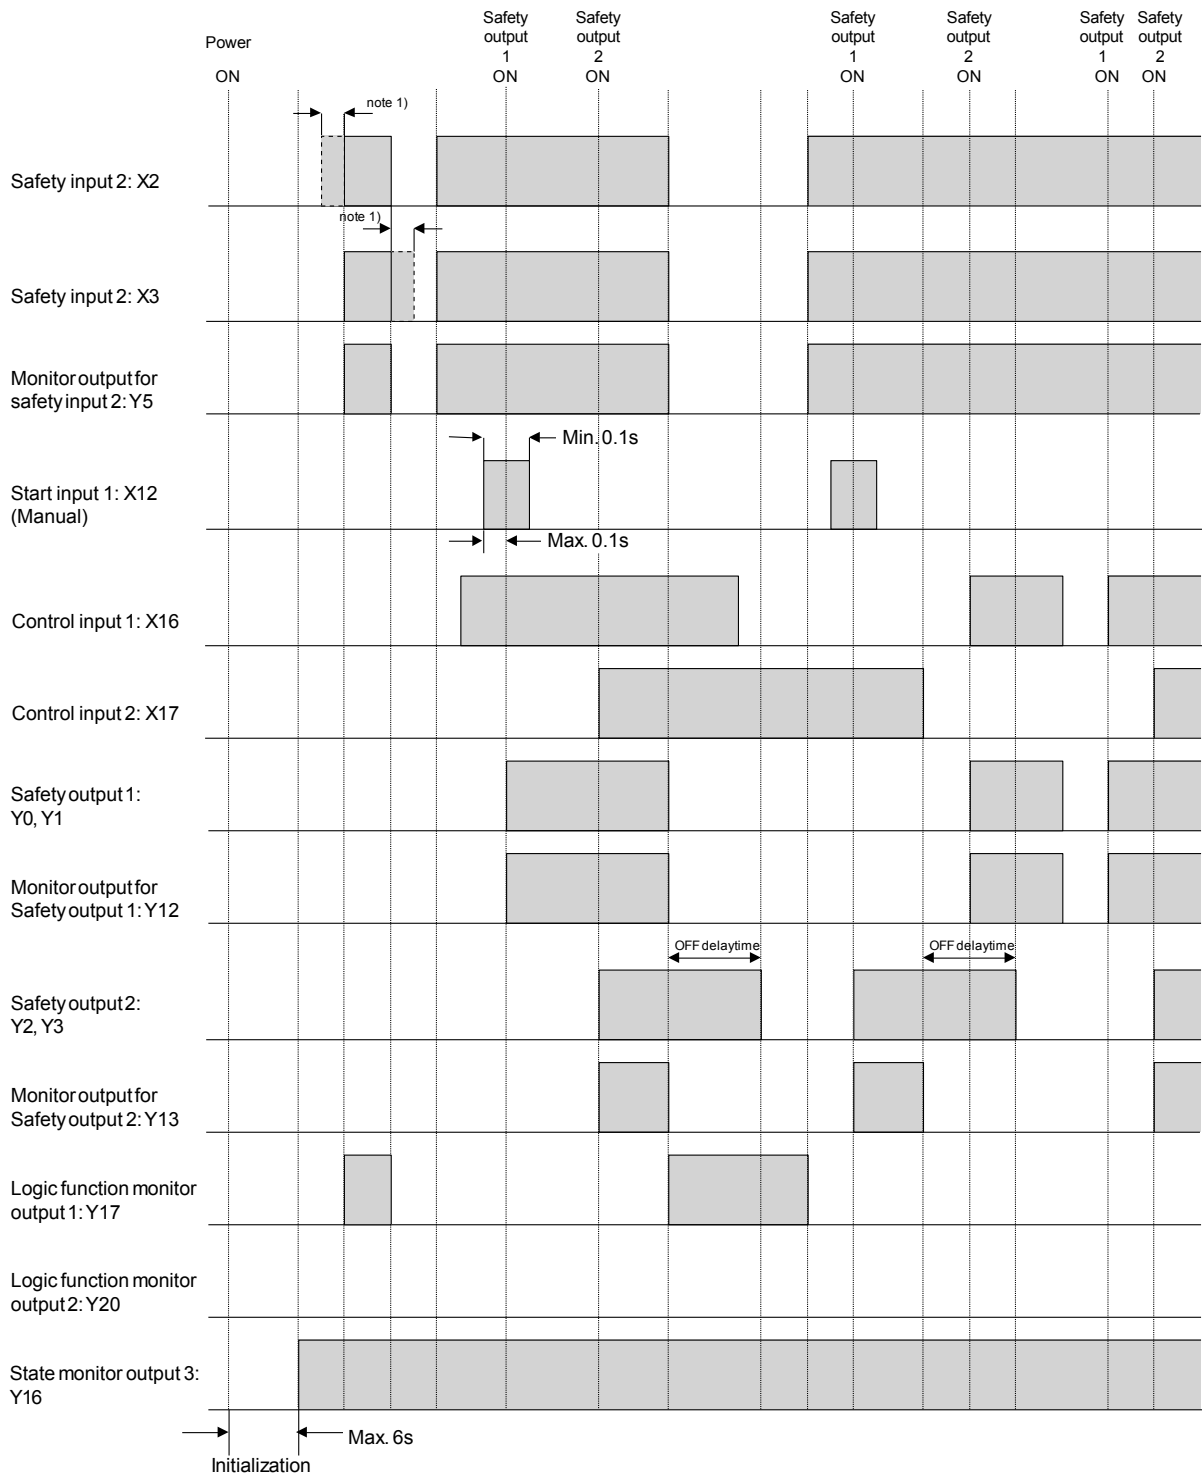 Power
ON
Safety
output
1
ON
Safety
output
2
ON
Safety
output
1
ON
Safety
output
2
ON
Safety
output
1
ON
Safety
output
2
ON
note 1)
Safety input 2: X2
note 1)
Safety input 2: X3
Monitor output for
safety input 2: Y5
Min. 0.1s
Start input 1: X12
(Manual)
Max. 0.1s
Control input 1: X16
Control input 2: X17
Safety output 1:
Y0, Y1
Monitor output for
Safety output 1: Y12
OFF delaytime
OFF delaytime
Safety output 2:
Y2, Y3
Monitor output for
Safety output 2: Y13
Logic function monitor
output 1: Y17
Logic function monitor
output 2: Y20
State monitor output 3:
Y16
Max. 6s
Initialization